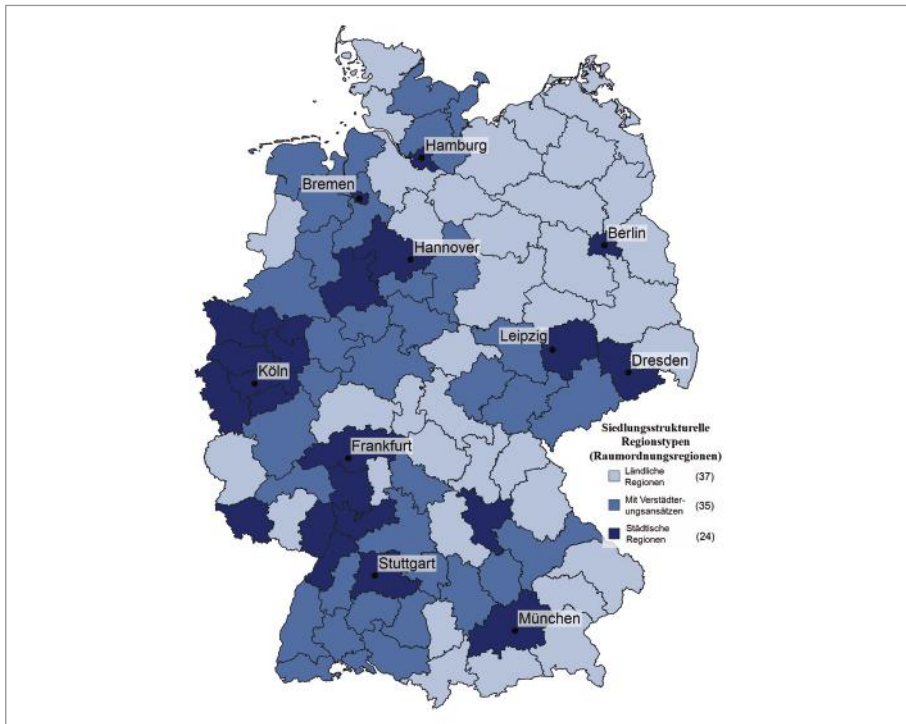 Hamburg
Bremen
Berlin
Hannover
Leipzig
Dresden
Köln
Frankfurt
Stuttgart
München
Siedlungsstrukturelle
Regionstypen
(Raumordnungsregionen)
Ländliche
Regionen (37)
Mit Verstädter-
ungsansätzen (35)
Städtische
Regionen (24)